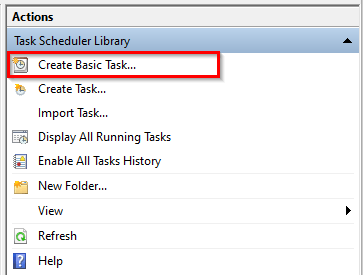 Actions
Task Scheduler Library
Create Basic Task...
Create Task...
Import Task...
Display All Running Tasks
Enable All Tasks History
New Folder...
View
Refresh
Help